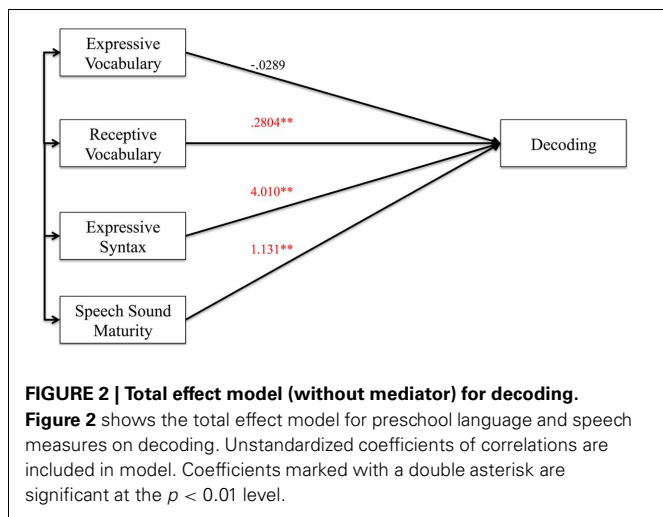 Expressive
Vocabulary
-.0289
Receptive
Vocabulary
.2804**
Decoding
Expressive
Syntax
4.010**
1.131**
Speech Sound
Maturity
FIGURE 2 | Total effect model (without mediator) for decoding.
Figure 2 shows the total effect model for preschool language and speech
measures on decoding. Unstandardized coefficients of correlations are
included in model. Coefficients marked with a double asterisk are
significant at the p < 0.01 level.